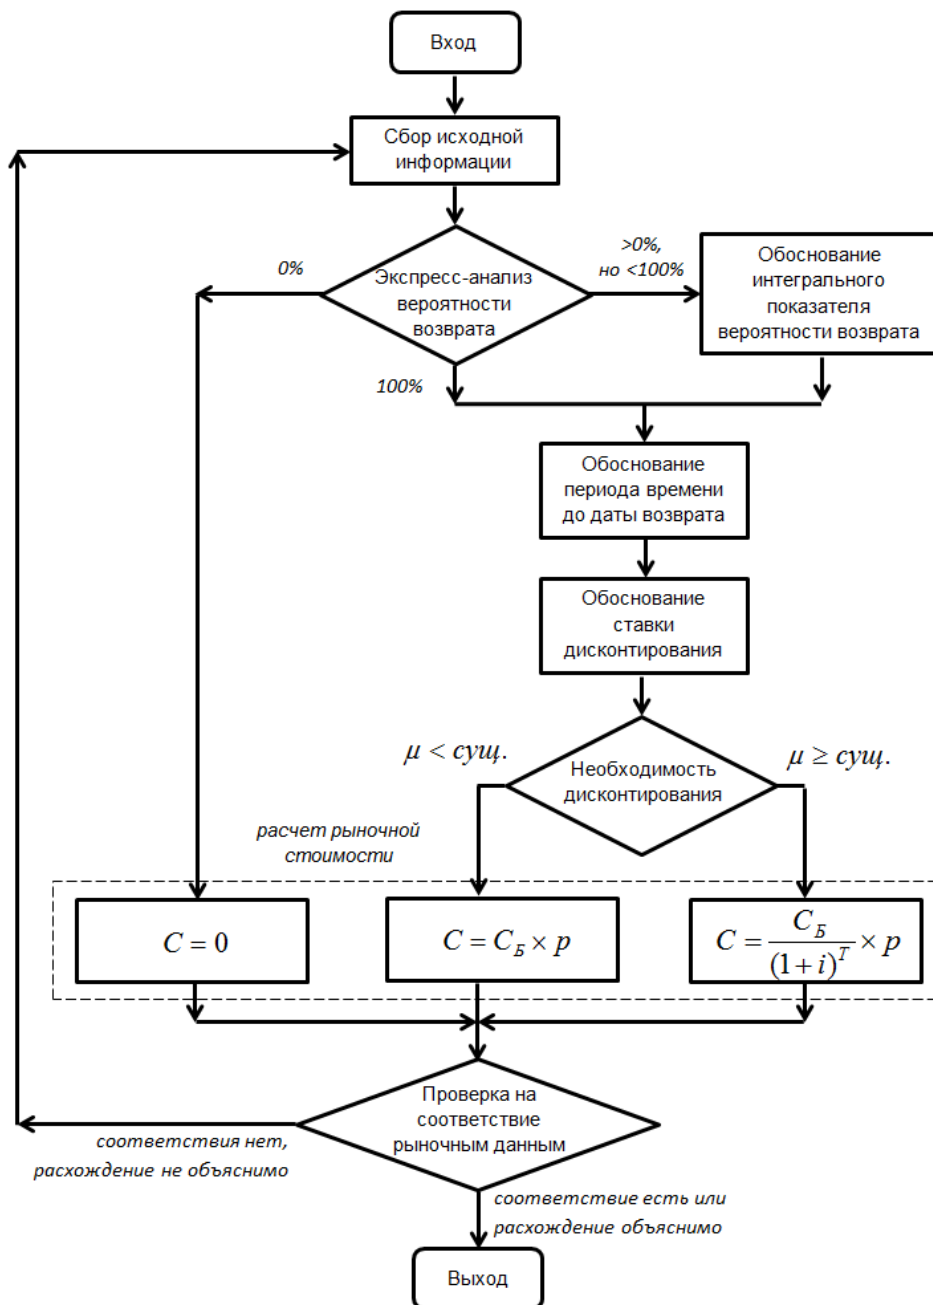 Вход
Сбор исходной
информации
0%
Экспресс-анализ
вероятности
возврата
>0%,
но <100%
Обоснование
интегрального
показателя
вероятности возврата
100%
Обоснование
периода времени
до даты возврата
Обоснование
ставки
дисконтирования
μ < сущ.
Необходимость
дисконтирования
μ ≥ сущ.
расчет рыночной
стоимости
C = 0
C = C_Б × p
C = C_Б / (1 + i)^T × p
Проверка на
соответствие
рыночным данным
соответствия нет,
расхождение не объяснимо
соответствие есть или
расхождение объяснимо
Выход